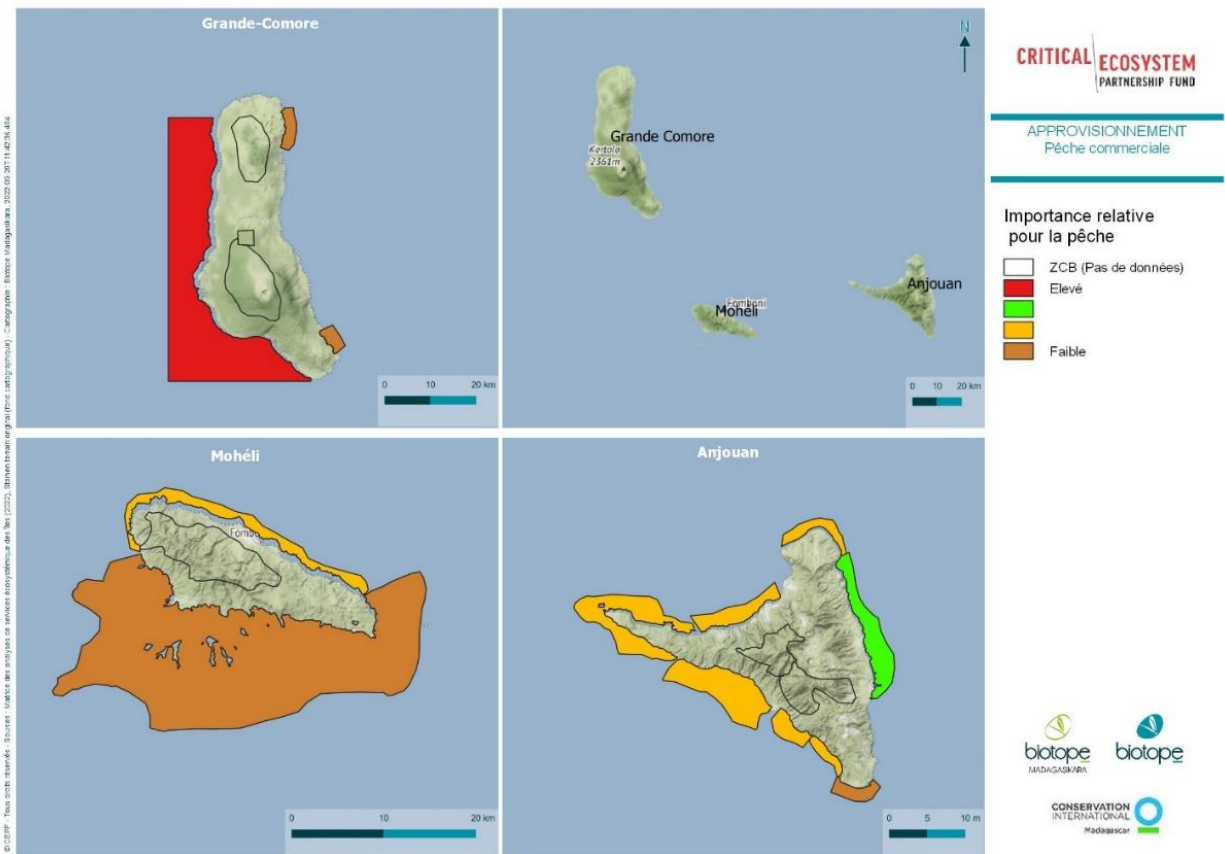 Grande-Comore
0 10 20 km
N
Grande Comore
Kartala
2361m
Anjouan
Fomboni
Mohéli
0 10 20 km
Mohéli
Fombo
0 10 20 km
Anjouan
0 5 10 m
CRITICAL ECOSYSTEM
PARTNERSHIP FUND
APPROVISIONNEMENT
Pêche commerciale
Importance relative
pour la pêche
ZCB (Pas de données)
Elevé
Faible
biotope
MADAGASIKARA
biotope
CONSERVATION
INTERNATIONAL
Madagascar